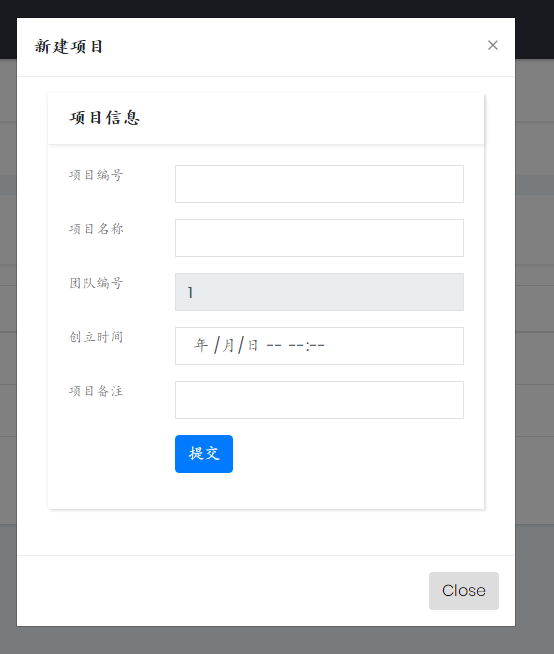 新建项目
×
项目信息
项目编号
项目名称
团队编号 1
创立时间 年 /月/日 -- --:--
项目备注
提交
Close